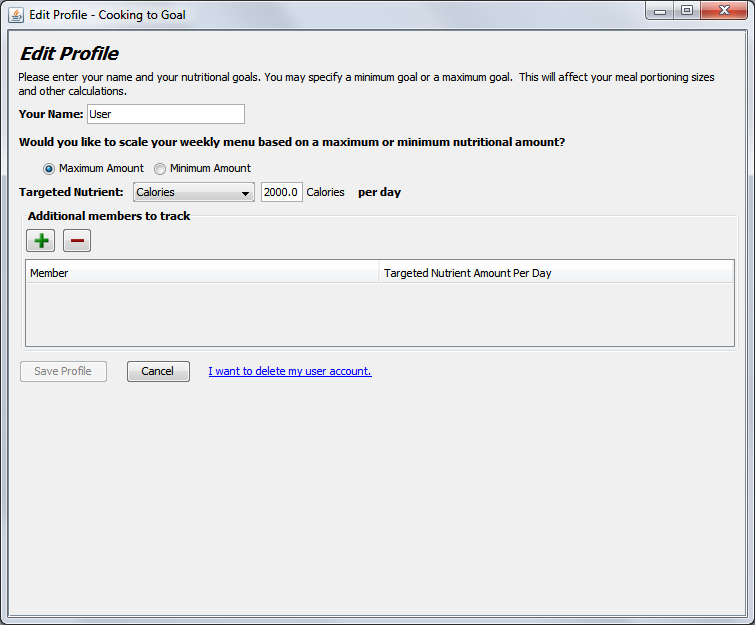 Edit Profile - Cooking to Goal
Edit Profile
Please enter your name and your nutritional goals. You may specify a minimum goal or a maximum goal.  This will affect your meal portioning sizes
and other calculations.
Your Name: User
Would you like to scale your weekly menu based on a maximum or minimum nutritional amount?
Maximum Amount Minimum Amount
Targeted Nutrient: Calories 2000.0 Calories per day
Additional members to track
Member Targeted Nutrient Amount Per Day
Save Profile Cancel I want to delete my user account.